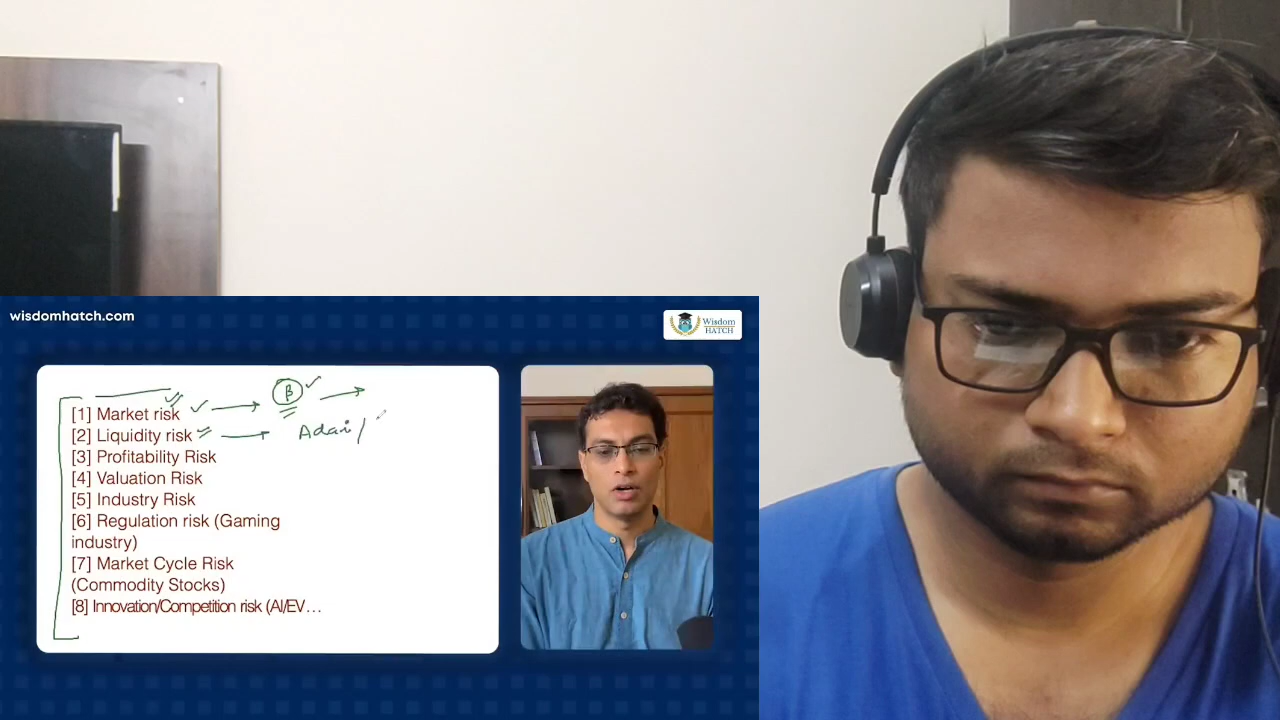 wisdomhatch.com
Wisdom
HATCH
β
[1] Market risk
[2] Liquidity risk
Adani/
[3] Profitability Risk
[4] Valuation Risk
[5] Industry Risk
[6] Regulation risk (Gaming
industry)
[7] Market Cycle Risk
(Commodity Stocks)
[8] Innovation/Competition risk (AI/EV…